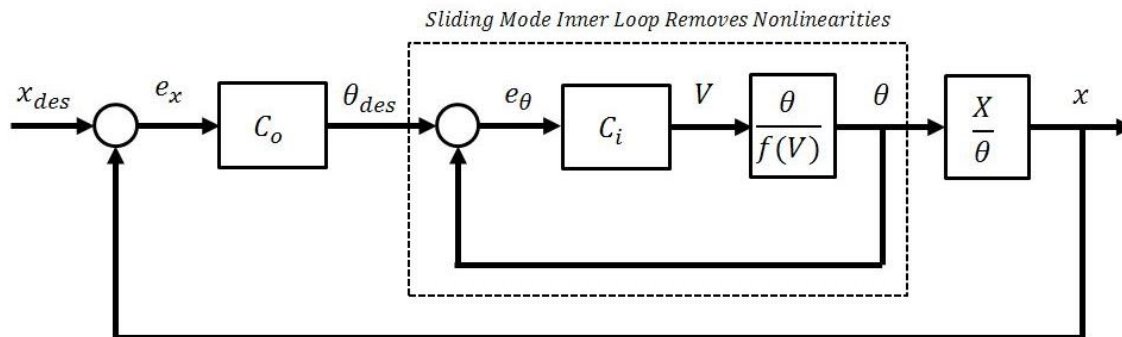 Sliding Mode Inner Loop Removes Nonlinearities
x_des
e_x
C_o
θ_des
e_θ
C_i
V
θ
f(V)
θ
X
θ
x